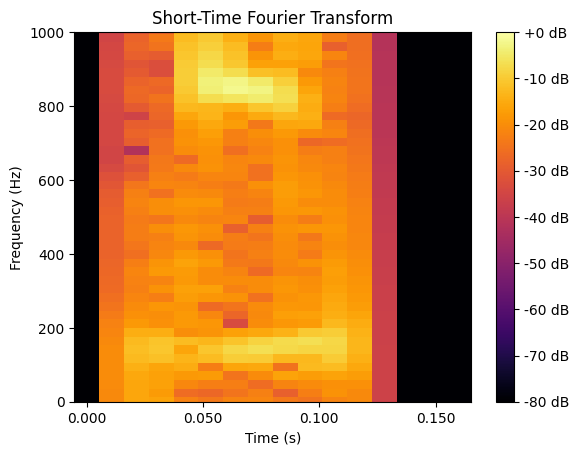 Short-Time Fourier Transform
1000
800
600
400
200
0
Frequency (Hz)
0.000
0.050
0.100
0.150
Time (s)
+0 dB
-10 dB
-20 dB
-30 dB
-40 dB
-50 dB
-60 dB
-70 dB
-80 dB